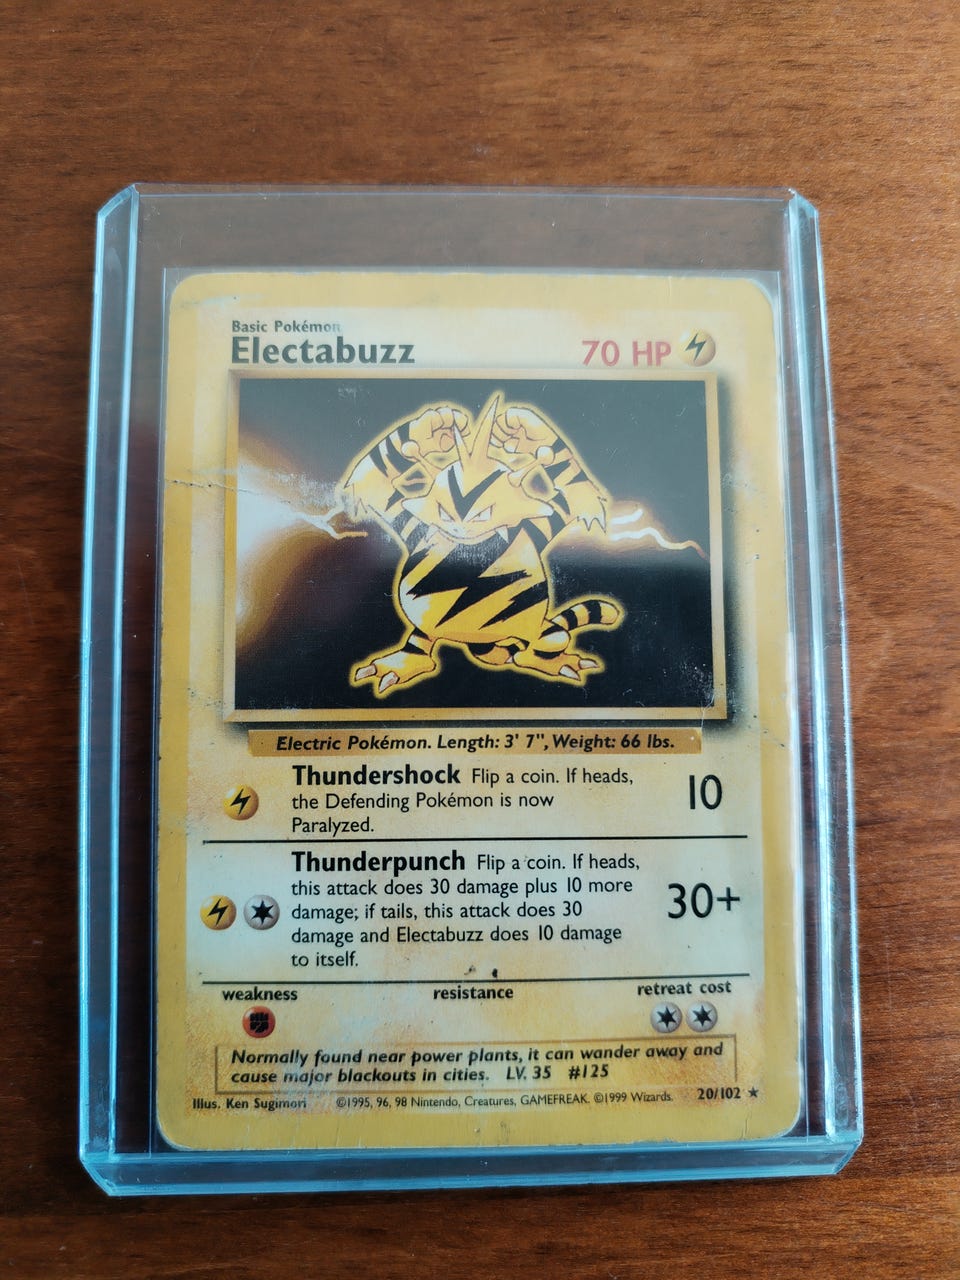 Basic Pokémon
Electabuzz 70 HP
Electric Pokémon. Length: 3' 7", Weight: 66 lbs.
Thundershock Flip a coin. If heads,
the Defending Pokémon is now
Paralyzed.
10
Thunderpunch Flip a coin. If heads,
this attack does 30 damage plus 10 more
damage; if tails, this attack does 30
damage and Electabuzz does 10 damage
to itself.
30+
weakness resistance retreat cost
Normally found near power plants, it can wander away and
cause major blackouts in cities. LV. 35 #125
Illus. Ken Sugimori ©1995, 96, 98 Nintendo, Creatures, GAMEFREAK. ©1999 Wizards. 20/102 ★